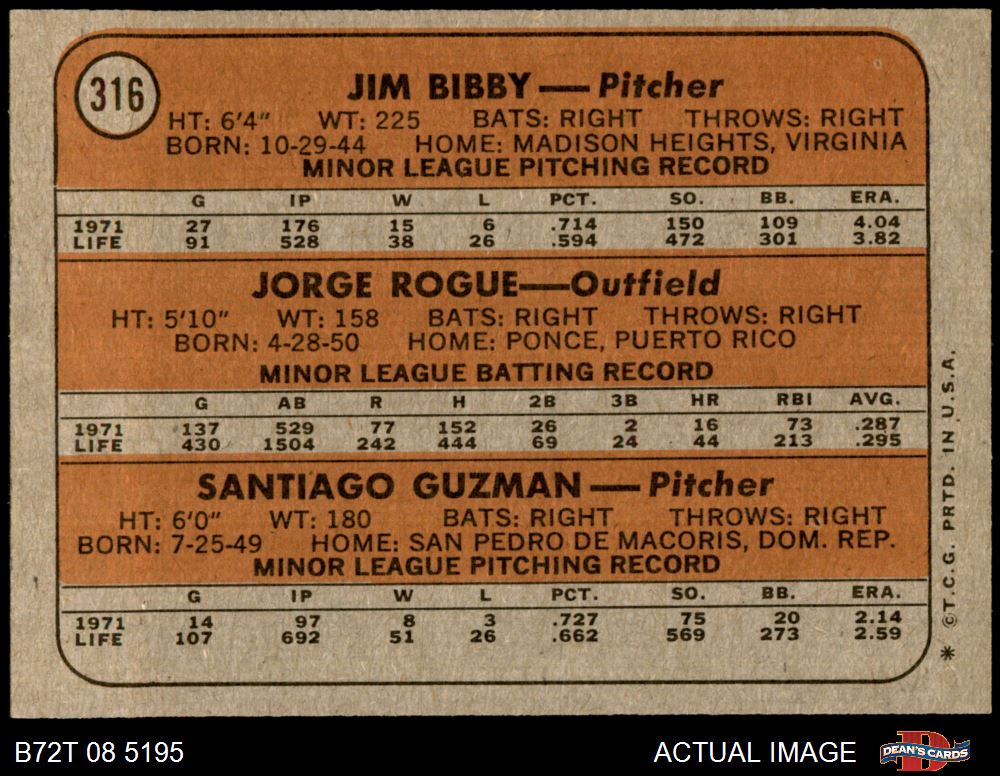 316
JIM BIBBY—Pitcher
HT: 6'4" WT: 225 BATS: RIGHT THROWS: RIGHT
BORN: 10-29-44 HOME: MADISON HEIGHTS, VIRGINIA
MINOR LEAGUE PITCHING RECORD
G IP W L PCT. SO. BB. ERA.
1971 27 176 15 6 .714 150 109 4.04
LIFE 91 528 38 26 .594 472 301 3.82
JORGE ROGUE—Outfield
HT: 5'10" WT: 158 BATS: RIGHT THROWS: RIGHT
BORN: 4-28-50 HOME: PONCE, PUERTO RICO
MINOR LEAGUE BATTING RECORD
G AB R H 2B 3B HR RBI AVG.
1971 137 529 77 152 26 2 16 73 .287
LIFE 430 1504 242 444 69 24 44 213 .295
SANTIAGO GUZMAN—Pitcher
HT: 6'0" WT: 180 BATS: RIGHT THROWS: RIGHT
BORN: 7-25-49 HOME: SAN PEDRO DE MACORIS, DOM. REP.
MINOR LEAGUE PITCHING RECORD
G IP W L PCT. SO. BB. ERA.
1971 14 97 8 3 .727 75 20 2.14
LIFE 107 692 51 26 .662 569 273 2.59
* ©T.C.G. PRTD. IN U.S.A.
B72T 08 5195 ACTUAL IMAGE DEAN'S CARDS